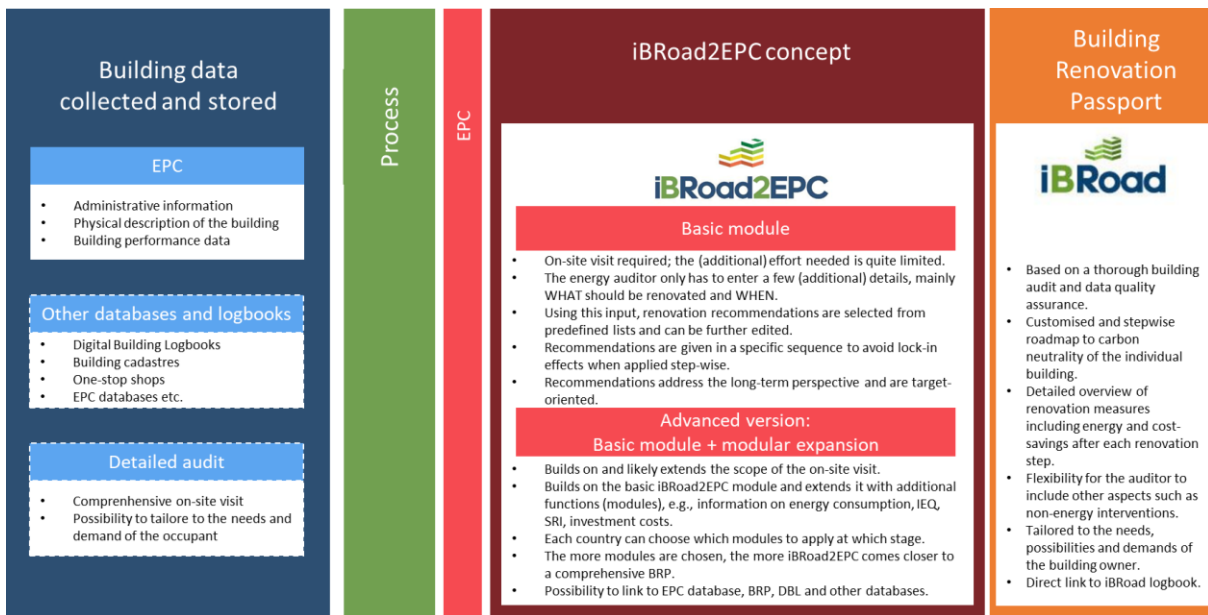 Building data
collected and stored
EPC
• Administrative information
• Physical description of the building
• Building performance data
Other databases and logbooks
• Digital Building Logbooks
• Building cadastres
• One-stop shops
• EPC databases etc.
Detailed audit
• Comprenhensive on-site visit
• Possibility to tailore to the needs and
demand of the occupant
Process
EPC
iBRoad2EPC concept
iBRoad2EPC
Basic module
• On-site visit required; the (additional) effort needed is quite limited.
• The energy auditor only has to enter a few (additional) details, mainly
WHAT should be renovated and WHEN.
• Using this input, renovation recommendations are selected from
predefined lists and can be further edited.
• Recommendations are given in a specific sequence to avoid lock-in
effects when applied step-wise.
• Recommendations address the long-term perspective and are target-
oriented.
Advanced version:
Basic module + modular expansion
• Builds on and likely extends the scope of the on-site visit.
• Builds on the basic iBRoad2EPC module and extends it with additional
functions (modules), e.g., information on energy consumption, IEQ,
SRI, investment costs.
• Each country can choose which modules to apply at which stage.
• The more modules are chosen, the more iBRoad2EPC comes closer to
a comprehensive BRP.
• Possibility to link to EPC database, BRP, DBL and other databases.
Building
Renovation
Passport
iBRoad
• Based on a thorough building
audit and data quality
assurance.
• Customised and stepwise
roadmap to carbon
neutrality of the individual
building.
• Detailed overview of
renovation measures
including energy and cost-
savings after each renovation
step.
• Flexibility for the auditor to
include other aspects such as
non-energy interventions.
• Tailored to the needs,
possibilities and demands of
the building owner.
• Direct link to iBRoad logbook.